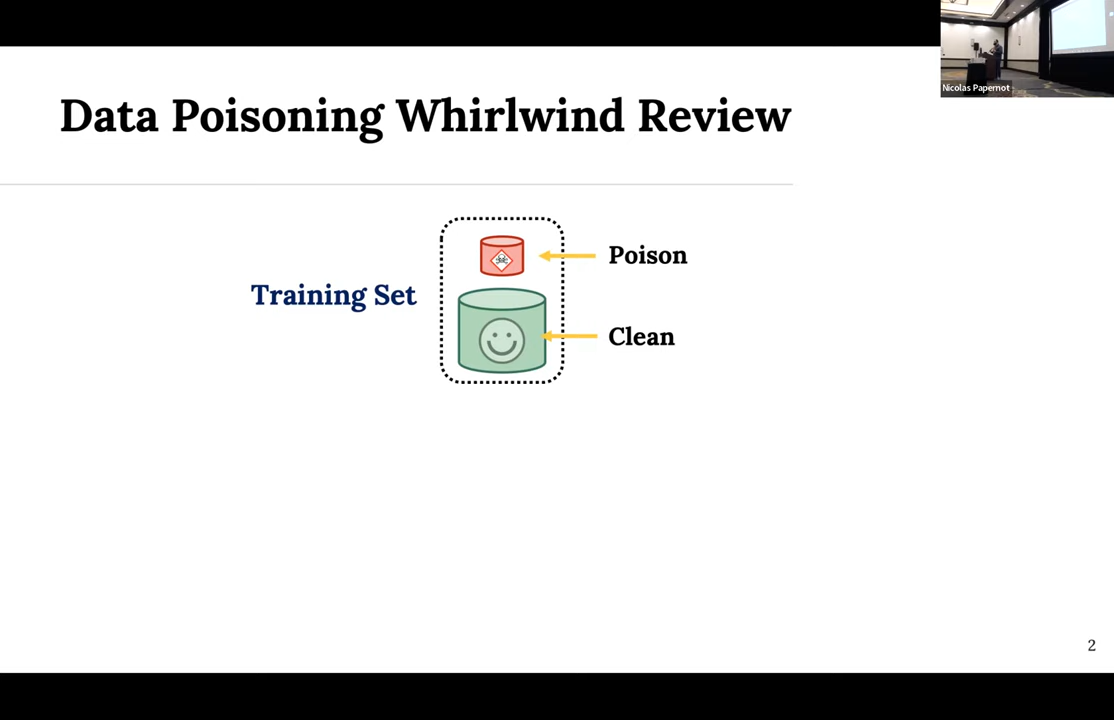 Data Poisoning Whirlwind Review
Nicolas Papernot
Training Set
Poison
Clean
2